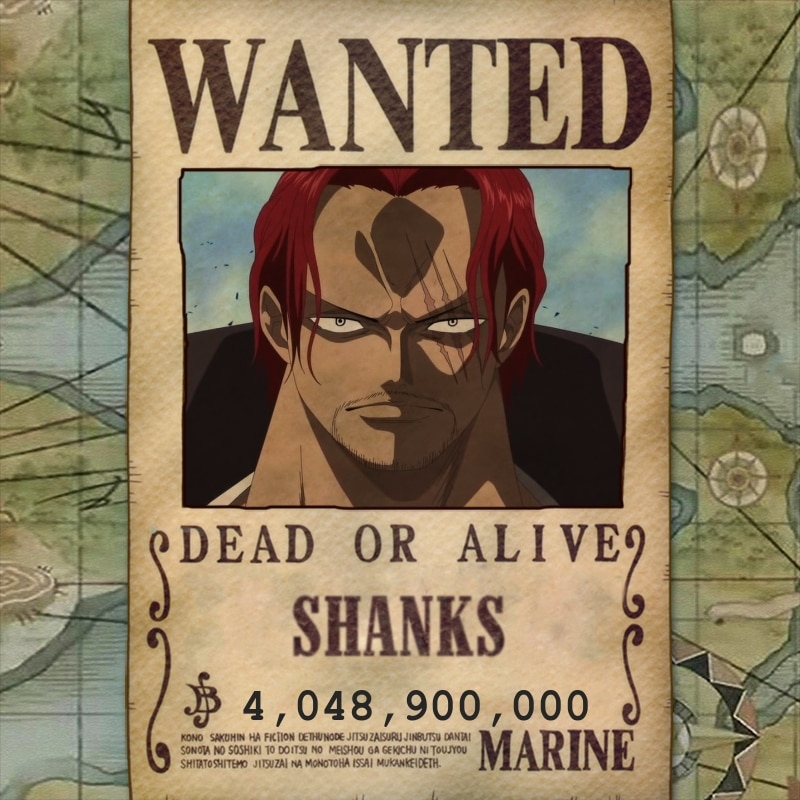 WANTED
DEAD OR ALIVE
SHANKS
4,048,900,000
KONO SAKUHIN HA FICTION DETHUNODE JITSUZAISURU JINBUTSU DANTAI
SONOTA NO SOSHIKI TO DOITSU NO MEISHOU GA GEKICHU NI TOUJYOU
SHITATOSHITEMO JITSUZAI NA MONOTOHA ISSAI MUKANKEIDETH.
MARINE